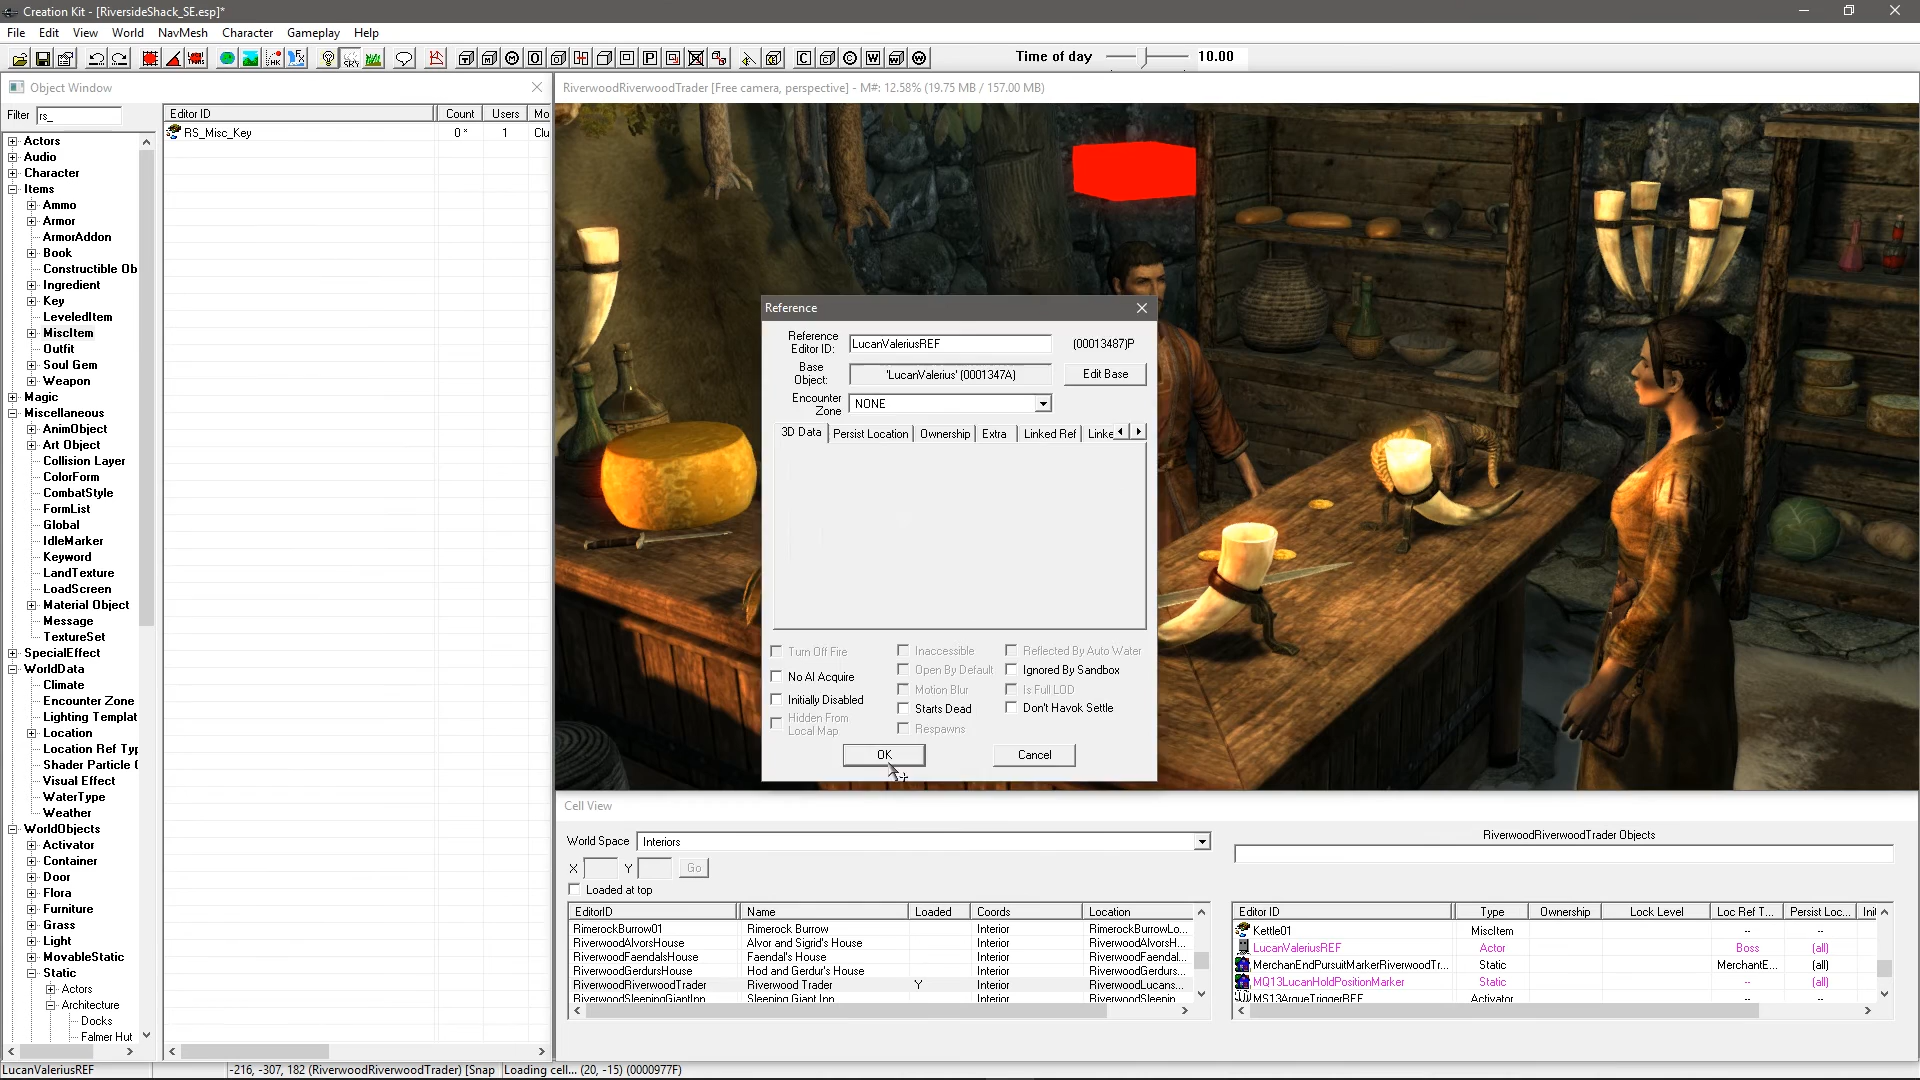 Creation Kit - [RiversideShack_SE.esp]*
File Edit View World NavMesh Character Gameplay Help
Time of day 10.00
Object Window
RiverwoodRiverwoodTrader [Free camera, perspective] - M#: 12.58% (19.75 MB / 157.00 MB)
Filter rs_
Editor ID Count Users Mo
RS_Misc_Key 0* 1 Clu
Actors
Audio
Character
Items
Ammo
Armor
ArmorAddon
Book
Constructible Ob
Ingredient
Key
LeveledItem
MiscItem
Outfit
Soul Gem
Weapon
Magic
Miscellaneous
AnimObject
Art Object
Collision Layer
ColorForm
CombatStyle
FormList
Global
IdleMarker
Keyword
LandTexture
LoadScreen
Material Object
Message
TextureSet
SpecialEffect
WorldData
Climate
Encounter Zone
Lighting Templat
Location
Location Ref Typ
Shader Particle G
Visual Effect
WaterType
Weather
WorldObjects
Activator
Container
Door
Flora
Furniture
Grass
Light
MovableStatic
Static
Actors
Architecture
Docks
Falmer Hut
Reference
Reference Editor ID: LucanValeriusREF (00013487)P
Base Object: 'LucanValerius' (0001347A) Edit Base
Encounter Zone NONE
3D Data Persist Location Ownership Extra Linked Ref Linke
Turn Off Fire Inaccessible Reflected By Auto Water
No AI Acquire Open By Default Ignored By Sandbox
Initially Disabled Motion Blur Is Full LOD
Hidden From Local Map Starts Dead Don't Havok Settle
Respawns
OK Cancel
Cell View
World Space Interiors
X Y Go
Loaded at top
EditorID Name Loaded Coords Location
RimerockBurrow01 Rimerock Burrow Interior RimerockBurrowLo...
RiverwoodAlvorsHouse Alvor and Sigrid's House Interior RiverwoodAlvorsH...
RiverwoodFaendalsHouse Faendal's House Interior RiverwoodFaendal...
RiverwoodGerdursHouse Hod and Gerdur's House Interior RiverwoodGerdurs...
RiverwoodRiverwoodTrader Riverwood Trader Y Interior RiverwoodLucans...
RiverwoodSleepingGiantInn Sleeping Giant Inn Interior RiverwoodSleepin...
RiverwoodRiverwoodTrader Objects
Editor ID Type Ownership Lock Level Loc Ref T... Persist Loc... Init
Kettle01 MiscItem -- --
LucanValeriusREF Actor Boss (all)
MerchanEndPursuitMarkerRiverwoodTr... Static MerchantE... (all)
MQ13LucanHoldPositionMarker Static -- (all)
MS13ArgueTriggerREF Activator -- --
LucanValeriusREF -216, -307, 182 (RiverwoodRiverwoodTrader) [Snap Loading cell... (20, -15) (0000977F)